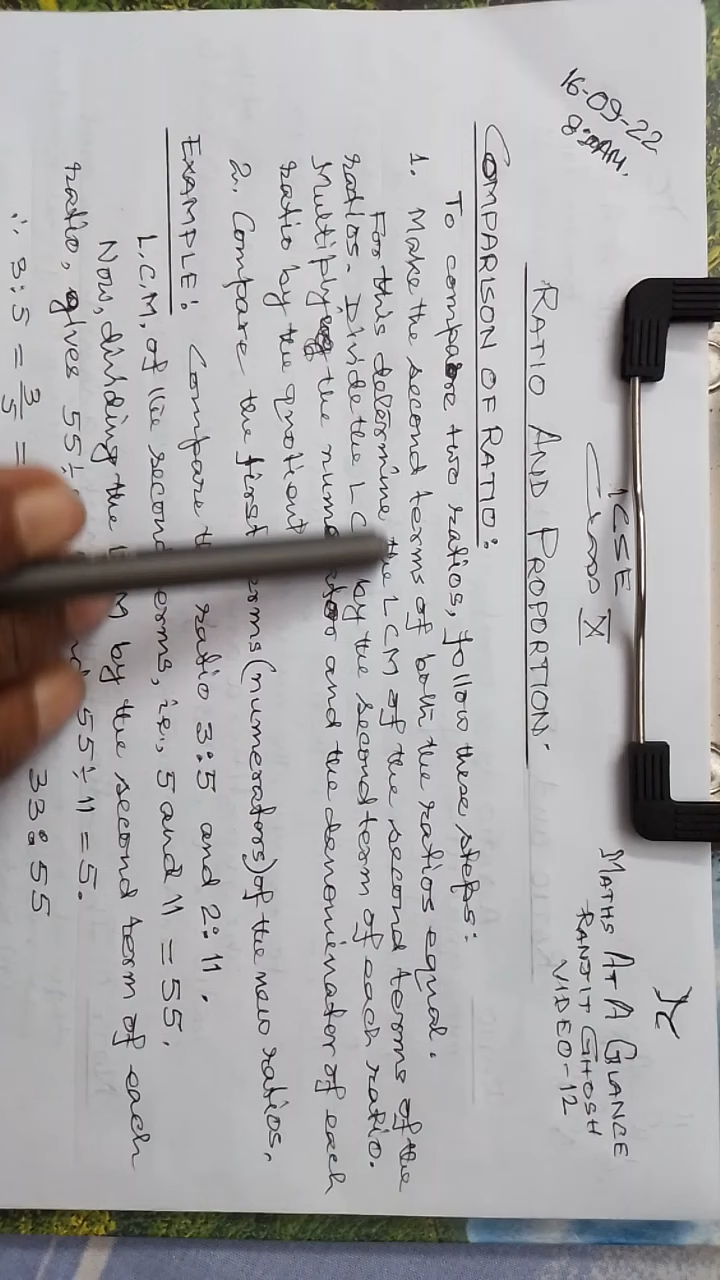 16-09-22
8:20AM.
ICSE
Class X
MATHS AT A GLANCE
RANJIT GHOSH
VIDEO-12
RATIO AND PROPORTION.
COMPARISON OF RATIO:
To compare two ratios, follow these steps:
1. Make the second terms of both the ratios equal.
For this determine the LCM of the second terms of the
ratios. Divide the LC by the second term of each ratio.
Multiply the and the denominator of each
ratio by the quotient
2. Compare the first (numerators) of the new ratios.
EXAMPLE: Compare ratio 3:5 and 2:11.
L.C.M. of the second terms, i.e., 5 and 11 = 55.
Now, dividing the by the second term of each
ratio, gives 55÷ 55÷11=5.
∵ 3:5 = 3/5 = 33:55